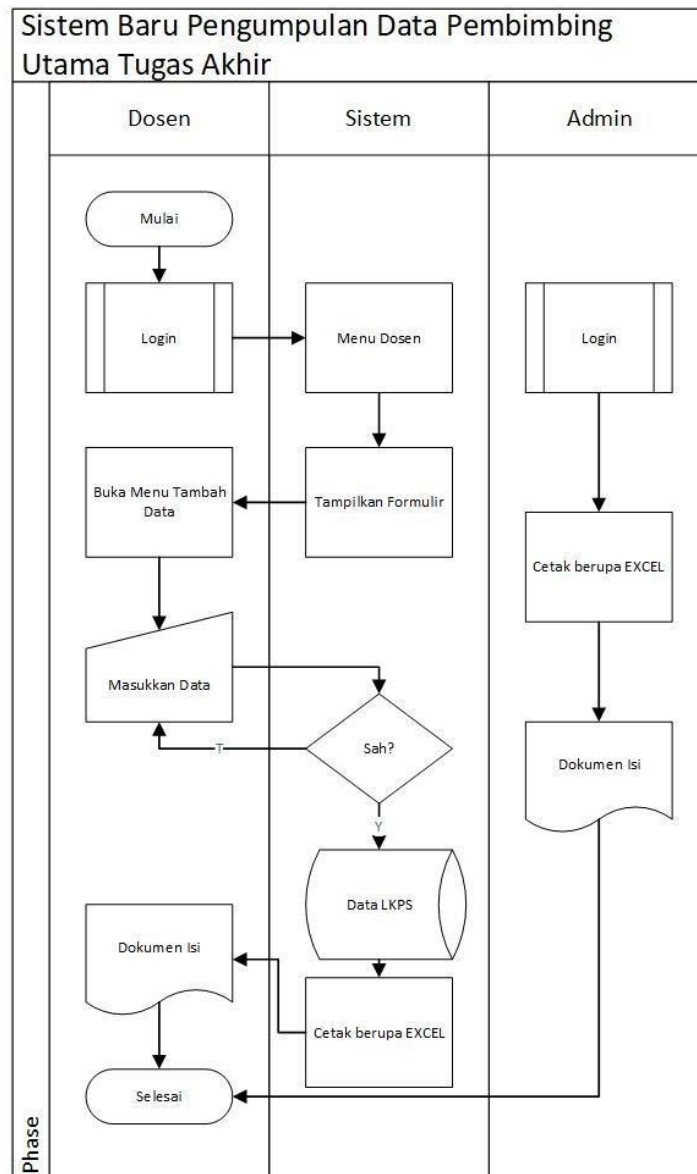 Sistem Baru Pengumpulan Data Pembimbing
Utama Tugas Akhir
Dosen
Sistem
Admin
Mulai
Login
Menu Dosen
Login
Buka Menu Tambah
Data
Tampilkan Formulir
Cetak berupa EXCEL
Masukkan Data
Sah?
T
Y
Dokumen Isi
Data LKPS
Dokumen Isi
Cetak berupa EXCEL
Selesai
Phase